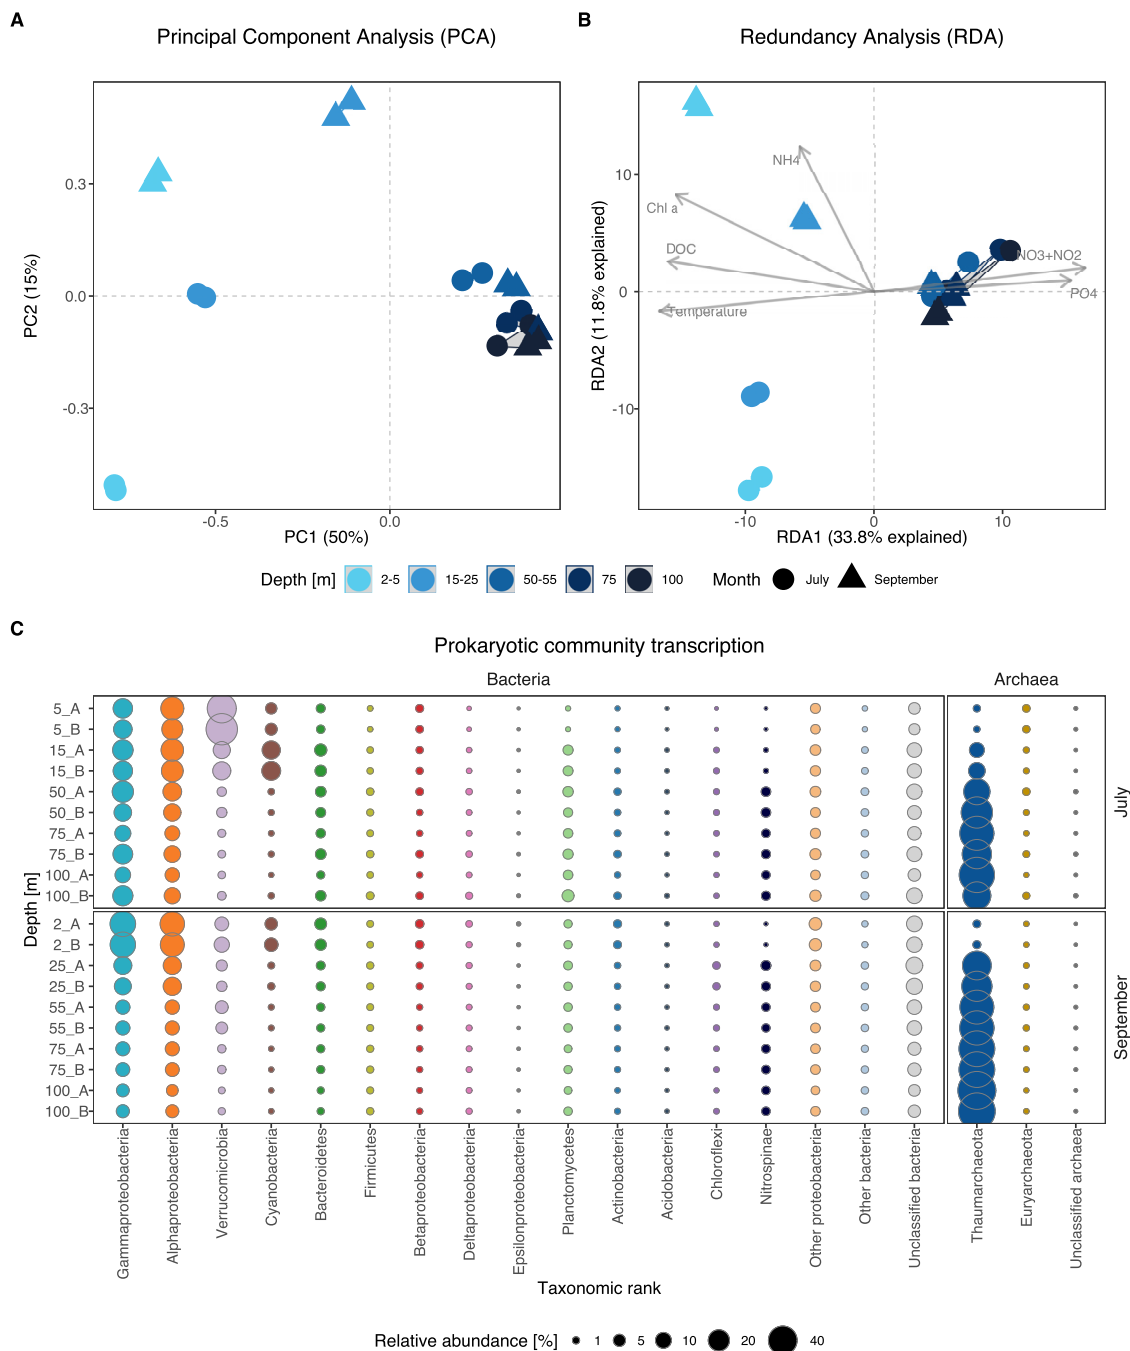 A
B
Principal Component Analysis (PCA)
Redundancy Analysis (RDA)
PC2 (15%)
0.3
0.0
-0.3
-0.5
0.0
PC1 (50%)
RDA2 (11.8% explained)
10
0
-10
NH4
Chl a
DOC
Temperature
NO3+NO2
PO4
-10
0
10
RDA1 (33.8% explained)
Depth [m] 2-5 15-25 50-55 75 100 Month July September
C
Prokaryotic community transcription
Bacteria
Archaea
Depth [m]
5_A
5_B
15_A
15_B
50_A
50_B
75_A
75_B
100_A
100_B
July
2_A
2_B
25_A
25_B
55_A
55_B
75_A
75_B
100_A
100_B
September
Gammaproteobacteria
Alphaproteobacteria
Verrucomicrobia
Cyanobacteria
Bacteroidetes
Firmicutes
Betaproteobacteria
Deltaproteobacteria
Epsilonproteobacteria
Planctomycetes
Actinobacteria
Acidobacteria
Chloroflexi
Nitrospinae
Other proteobacteria
Other bacteria
Unclassified bacteria
Thaumarchaeota
Euryarchaeota
Unclassified archaea
Taxonomic rank
Relative abundance [%] 1 5 10 20 40